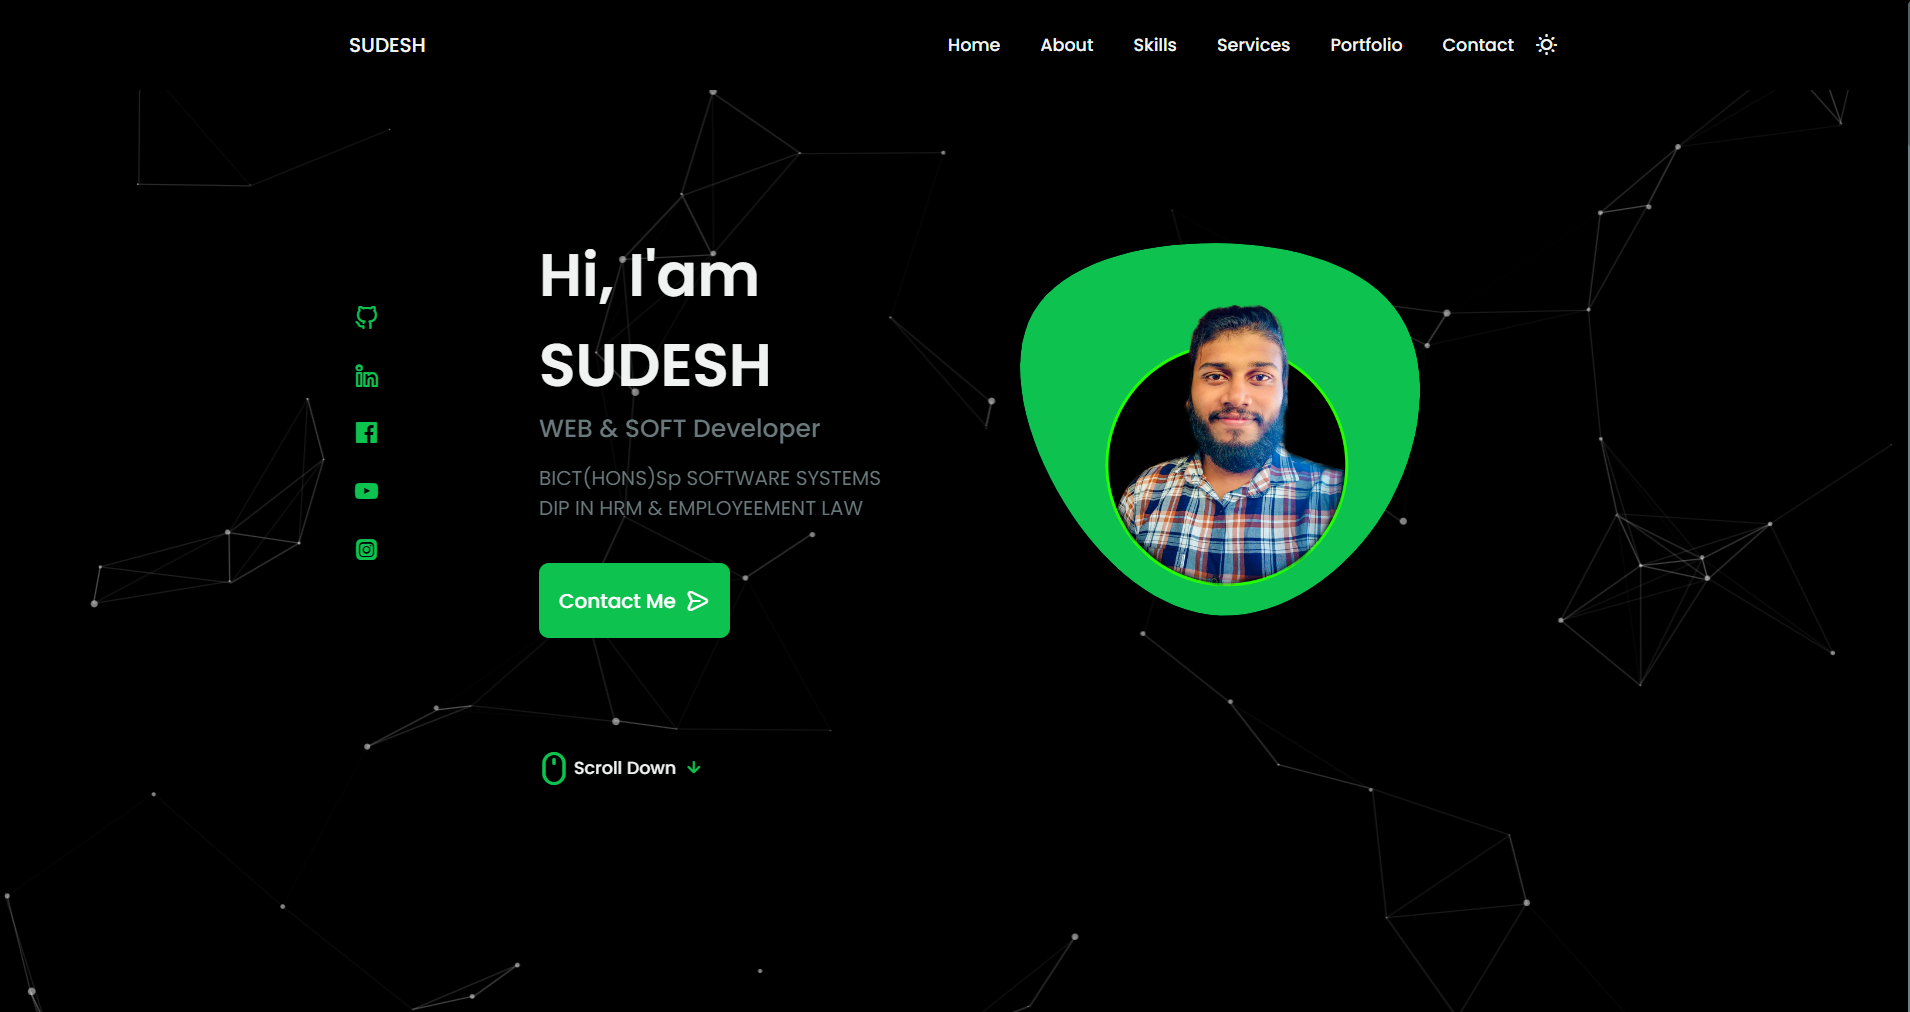 SUDESH
Home About Skills Services Portfolio Contact
Hi, I'am
SUDESH
WEB & SOFT Developer
BICT(HONS)Sp SOFTWARE SYSTEMS
DIP IN HRM & EMPLOYEEMENT LAW
Contact Me
Scroll Down